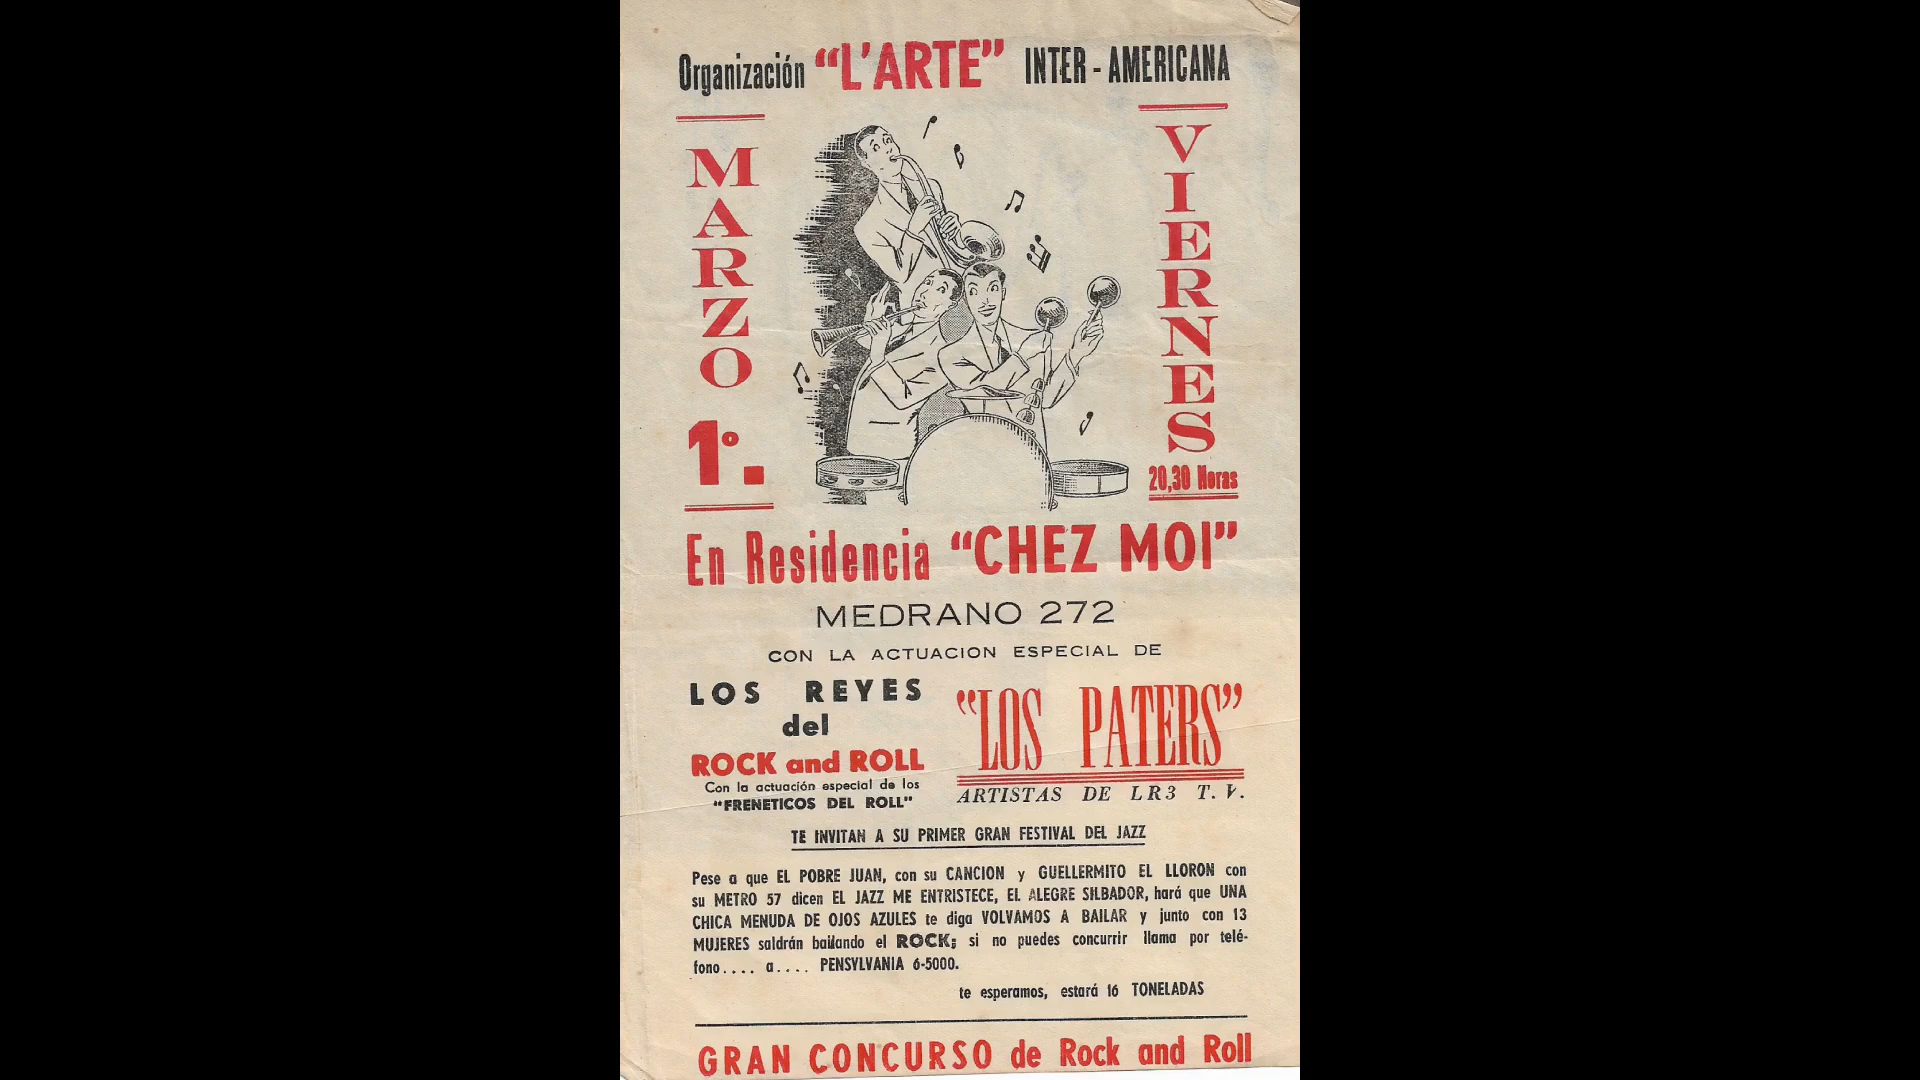 Organización "L'ARTE" INTER - AMERICANA
MARZO
1º.
VIERNES
20,30 Horas
En Residencia "CHEZ MOI"
MEDRANO 272
CON LA ACTUACION ESPECIAL DE
LOS REYES
del
ROCK and ROLL
Con la actuación especial de los
"FRENETICOS DEL ROLL"
"LOS PATERS"
ARTISTAS DE LR3 T. V.
TE INVITAN A SU PRIMER GRAN FESTIVAL DEL JAZZ
Pese a que EL POBRE JUAN, con su CANCION y GUELLERMITO EL LLORON con
su METRO 57 dicen EL JAZZ ME ENTRISTECE, EL ALEGRE SILBADOR, hará que UNA
CHICA MENUDA DE OJOS AZULES te diga VOLVAMOS A BAILAR y junto con 13
MUJERES saldrán bailando el ROCK; si no puedes concurrir llama por telé-
fono.... a.... PENSYLVANIA 6-5000.
te esperamos, estará 16 TONELADAS
GRAN CONCURSO de Rock and Roll